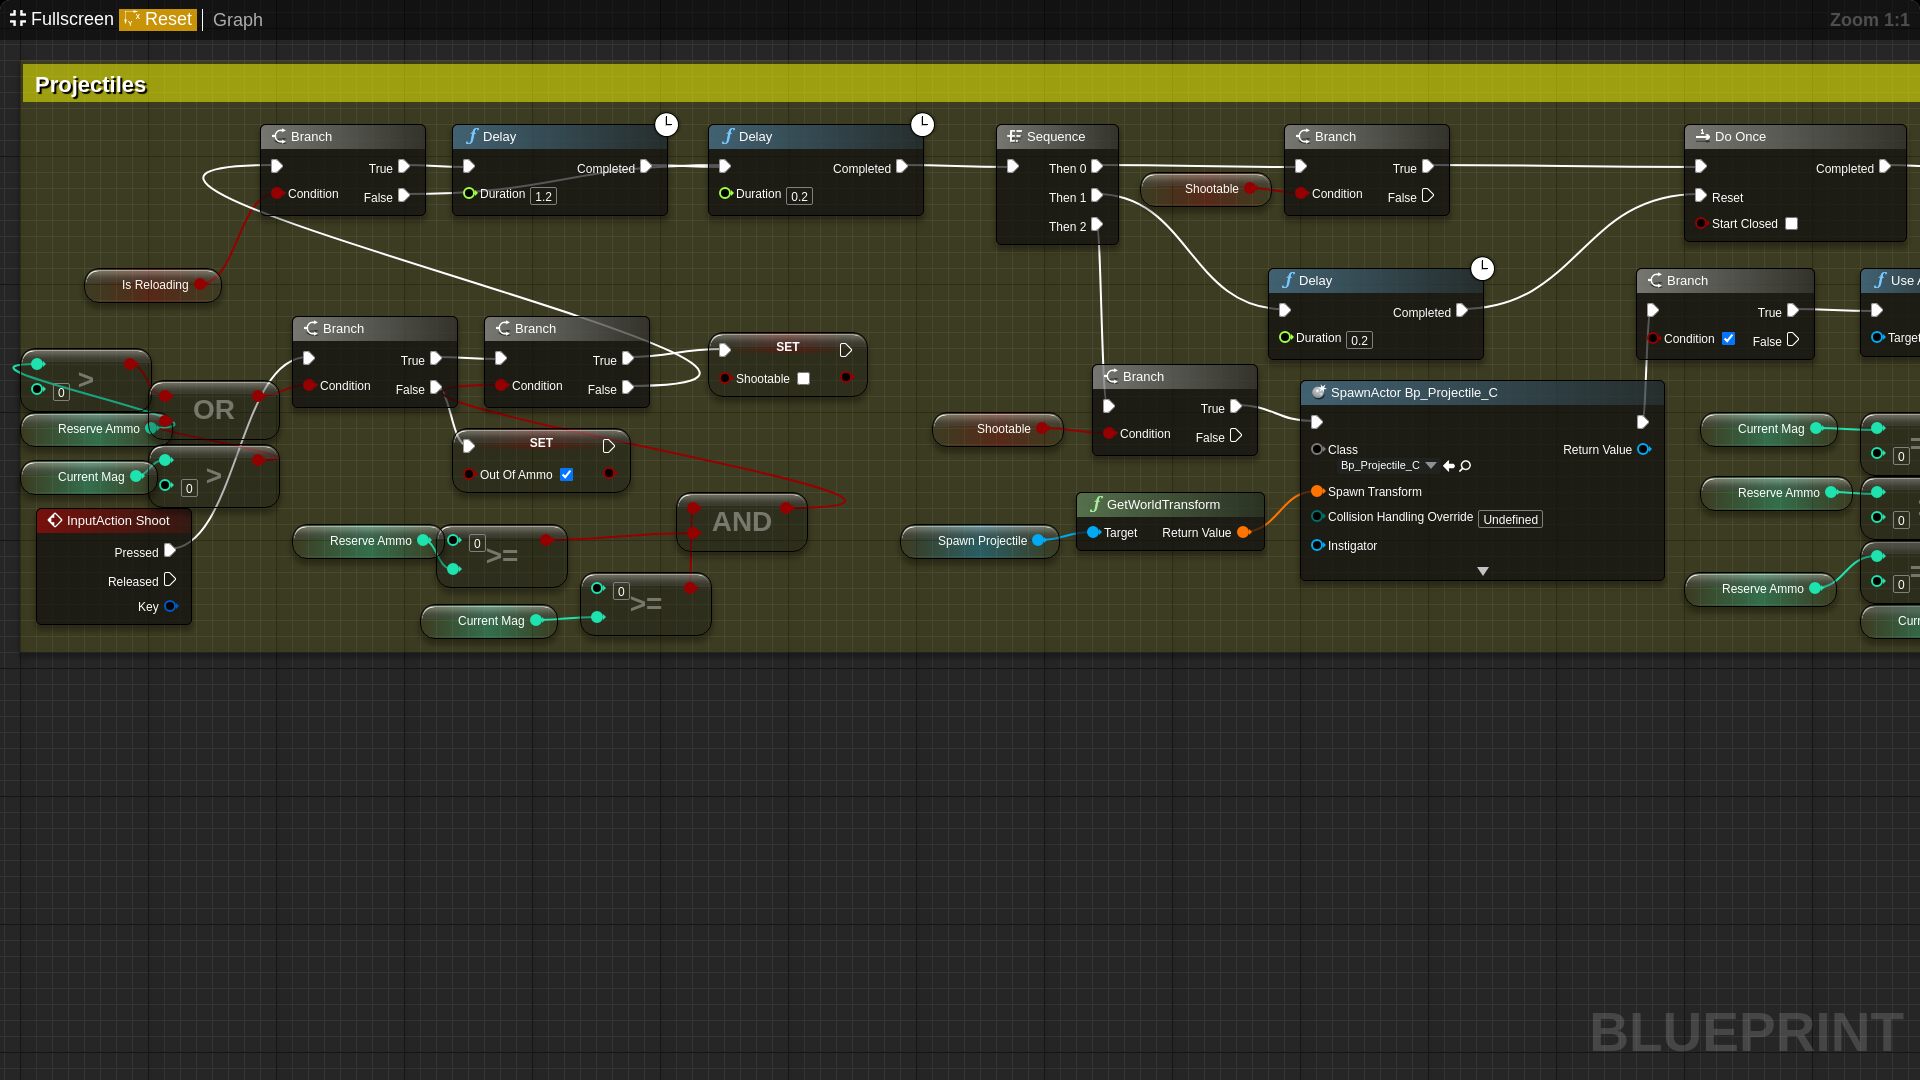 Fullscreen Reset Graph Zoom 1:1
Projectiles
Branch
True
Condition
False
Delay
Completed
Duration 1.2
Delay
Completed
Duration 0.2
Sequence
Then 0
Then 1
Then 2
Shootable
Branch
True
Condition
False
Do Once
Completed
Reset
Start Closed
Is Reloading
Delay
Completed
Duration 0.2
Branch
True
Condition
False
Use
Target
Branch
True
Condition
False
Branch
True
Condition
False
SET
Shootable
0 >
OR
Reserve Ammo
Current Mag
0 >
SET
Out Of Ammo
InputAction Shoot
Pressed
Released
Key
Reserve Ammo
0 >=
AND
Current Mag
0 >=
Shootable
Branch
True
Condition
False
Spawn Projectile
GetWorldTransform
Target Return Value
SpawnActor Bp_Projectile_C
Class
Bp_Projectile_C
Return Value
Spawn Transform
Collision Handling Override Undefined
Instigator
Current Mag
0
Reserve Ammo
0
Reserve Ammo
0
BLUEPRINT